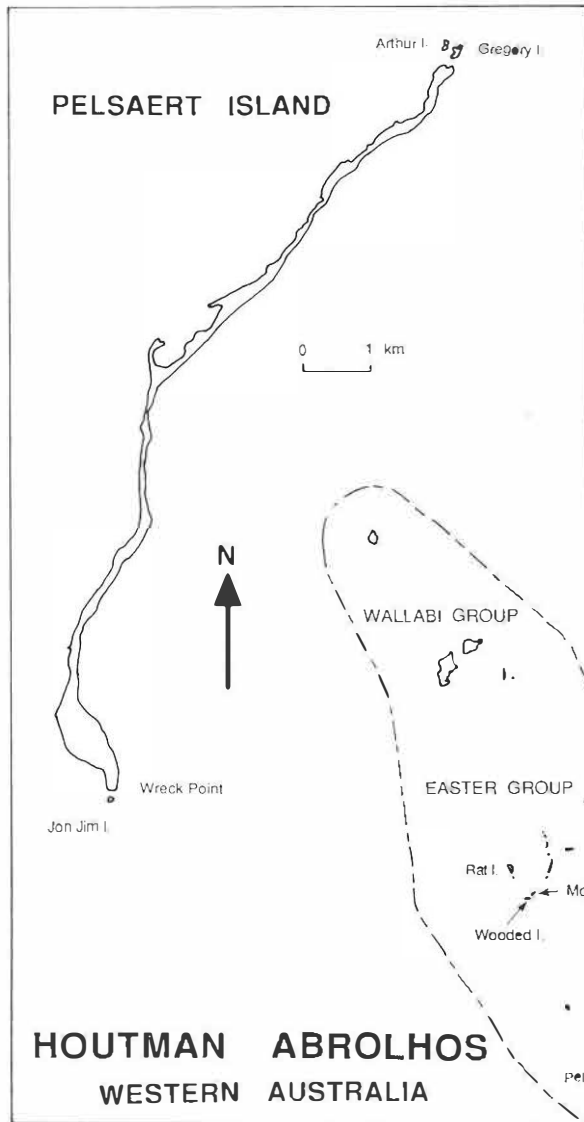 Arthur I. Gregory I.
PELSAERT ISLAND
0 1 km
N
WALLABI GROUP
Wreck Point
EASTER GROUP
Jon Jim I.
Rat I.
Wooded I.
HOUTMAN ABROLHOS
WESTERN AUSTRALIA